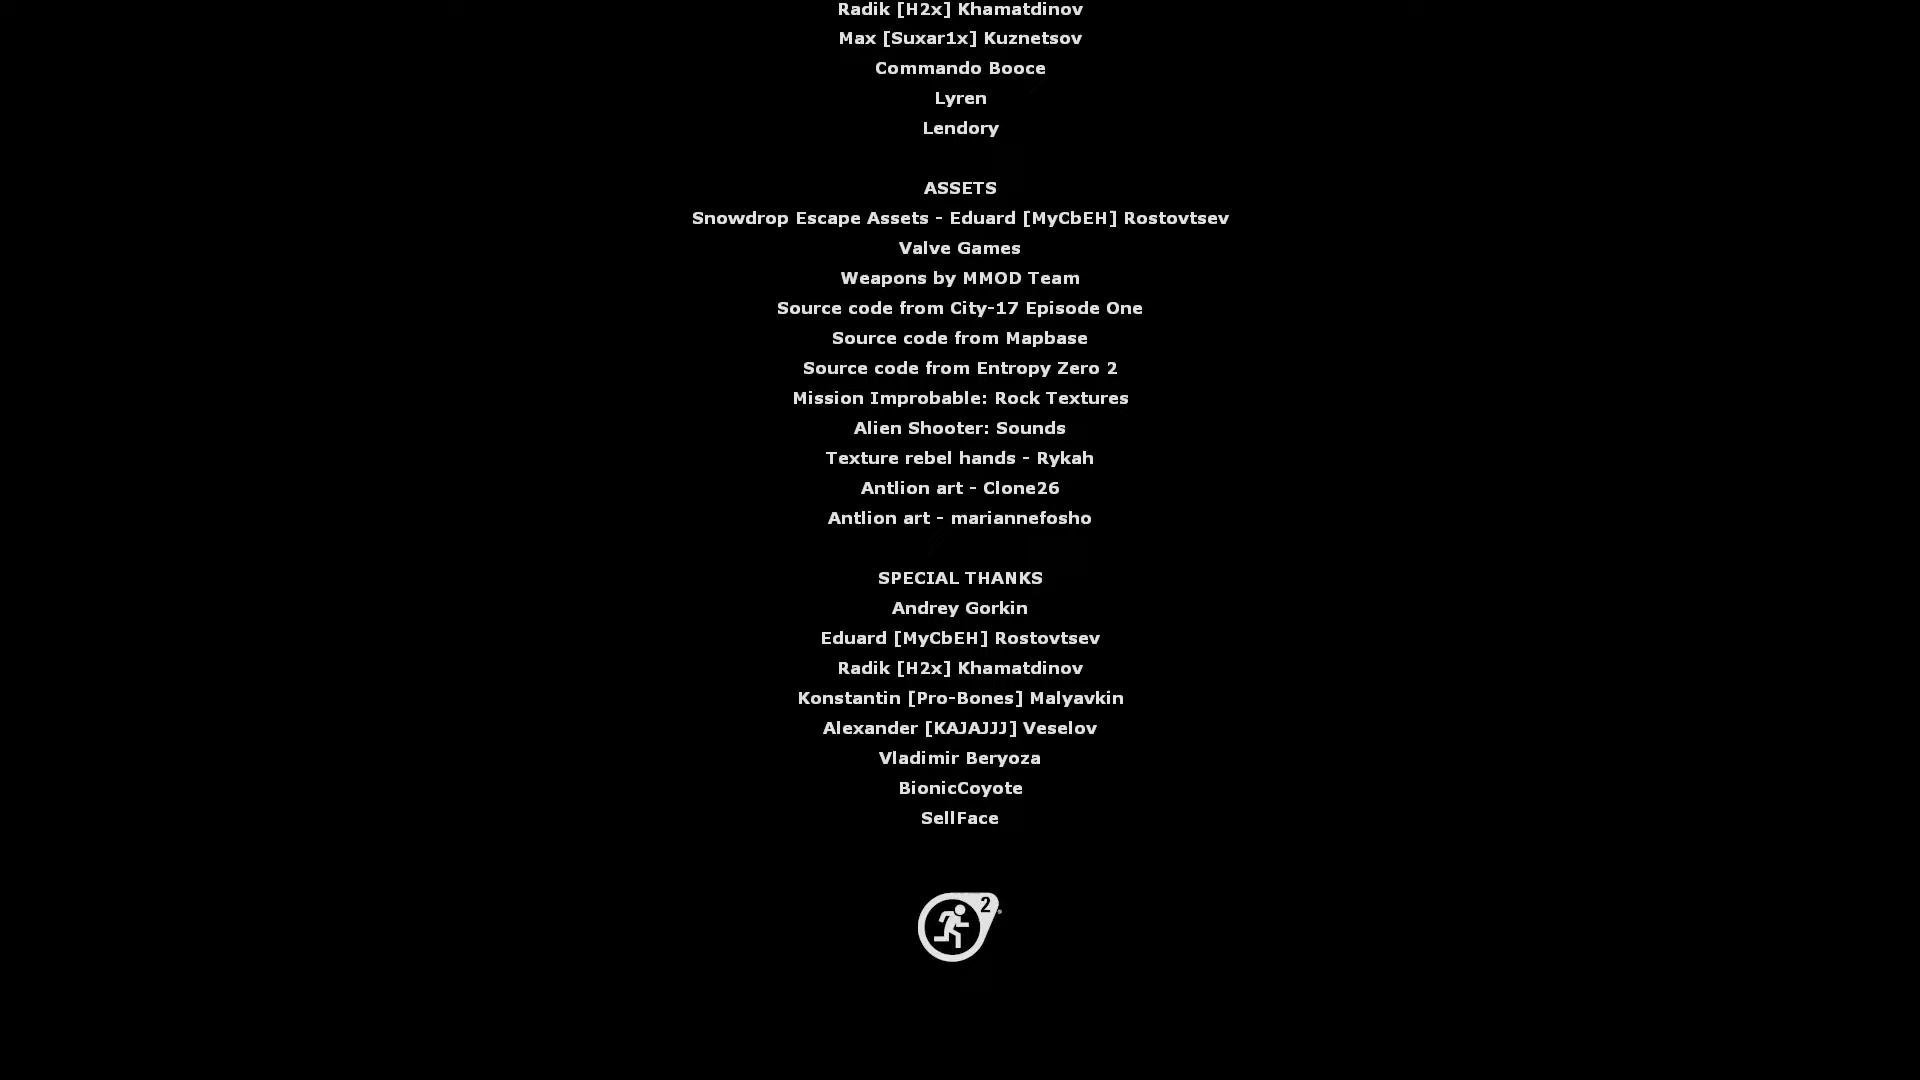 Radik [H2x] Khamatdinov
Max [Suxar1x] Kuznetsov
Commando Booce
Lyren
Lendory
ASSETS
Snowdrop Escape Assets - Eduard [MyCbEH] Rostovtsev
Valve Games
Weapons by MMOD Team
Source code from City-17 Episode One
Source code from Mapbase
Source code from Entropy Zero 2
Mission Improbable: Rock Textures
Alien Shooter: Sounds
Texture rebel hands - Rykah
Antlion art - Clone26
Antlion art - mariannefosho
SPECIAL THANKS
Andrey Gorkin
Eduard [MyCbEH] Rostovtsev
Radik [H2x] Khamatdinov
Konstantin [Pro-Bones] Malyavkin
Alexander [KAJAJJJ] Veselov
Vladimir Beryoza
BionicCoyote
SellFace
2